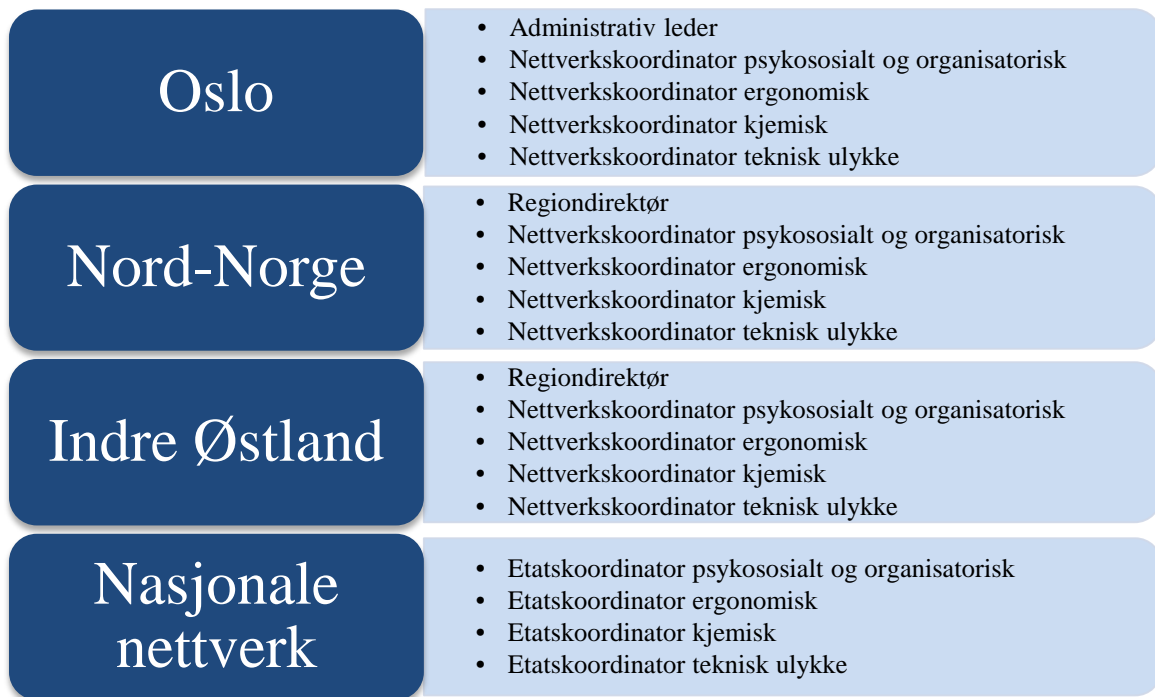 Oslo
• Administrativ leder
• Nettverkskoordinator psykososialt og organisatorisk
• Nettverkskoordinator ergonomisk
• Nettverkskoordinator kjemisk
• Nettverkskoordinator teknisk ulykke
Nord-Norge
• Regiondirektør
• Nettverkskoordinator psykososialt og organisatorisk
• Nettverkskoordinator ergonomisk
• Nettverkskoordinator kjemisk
• Nettverkskoordinator teknisk ulykke
Indre Østland
• Regiondirektør
• Nettverkskoordinator psykososialt og organisatorisk
• Nettverkskoordinator ergonomisk
• Nettverkskoordinator kjemisk
• Nettverkskoordinator teknisk ulykke
Nasjonale
nettverk
• Etatskoordinator psykososialt og organisatorisk
• Etatskoordinator ergonomisk
• Etatskoordinator kjemisk
• Etatskoordinator teknisk ulykke